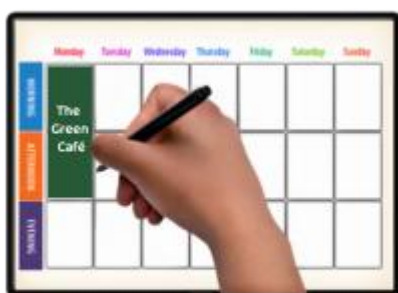 Monday Tuesday Wednesday Thursday Friday Saturday Sunday
MORNING
The
Green
Café
AFTERNOON
EVENING